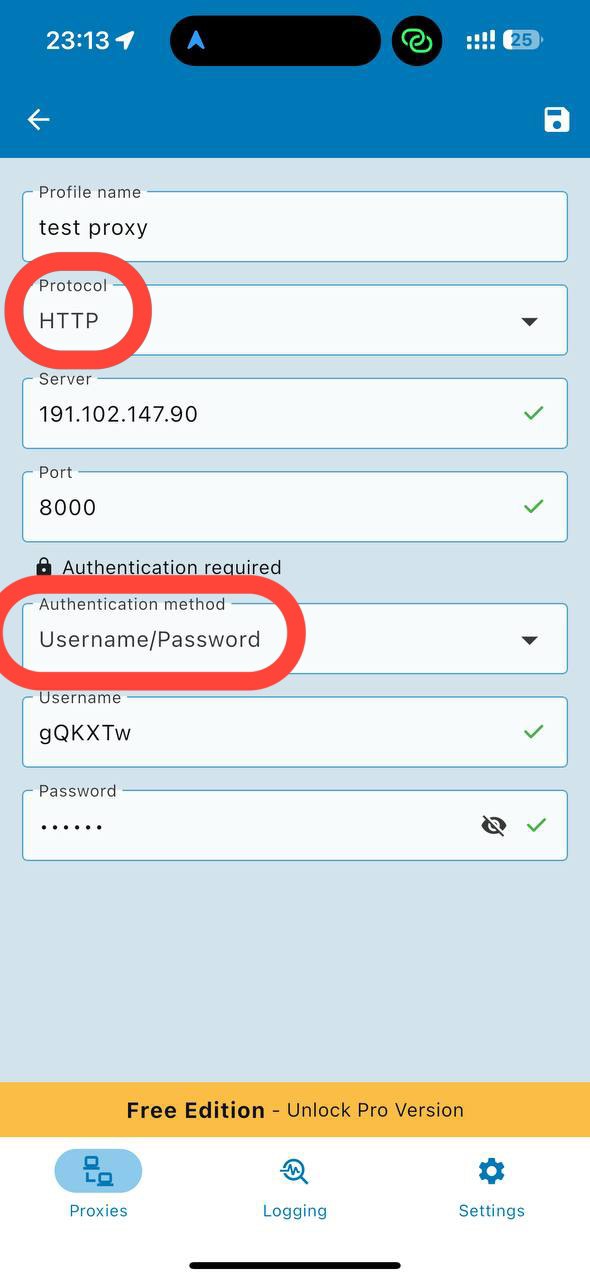 23:13
25
Profile name
test proxy
Protocol
HTTP
Server
191.102.147.90
Port
8000
Authentication required
Authentication method
Username/Password
Username
gQKXTw
Password
••••••
Free Edition - Unlock Pro Version
Proxies
Logging
Settings